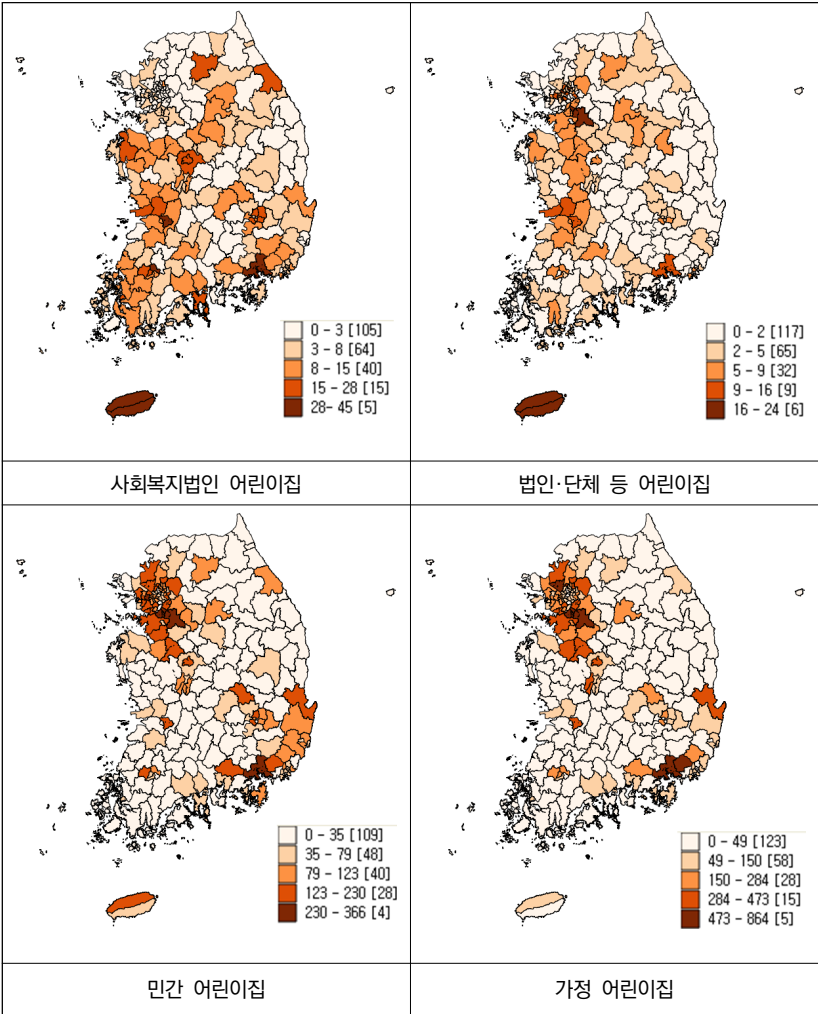 0 - 3 [105]
3 - 8 [64]
8 - 15 [40]
15 - 28 [15]
28- 45 [5]
0 - 2 [117]
2 - 5 [65]
5 - 9 [32]
9 - 16 [9]
16 - 24 [6]
사회복지법인 어린이집
법인·단체 등 어린이집
0 - 35 [109]
35 - 79 [48]
79 - 123 [40]
123 - 230 [28]
230 - 366 [4]
0 - 49 [123]
49 - 150 [58]
150 - 284 [28]
284 - 473 [15]
473 - 864 [5]
민간 어린이집
가정 어린이집